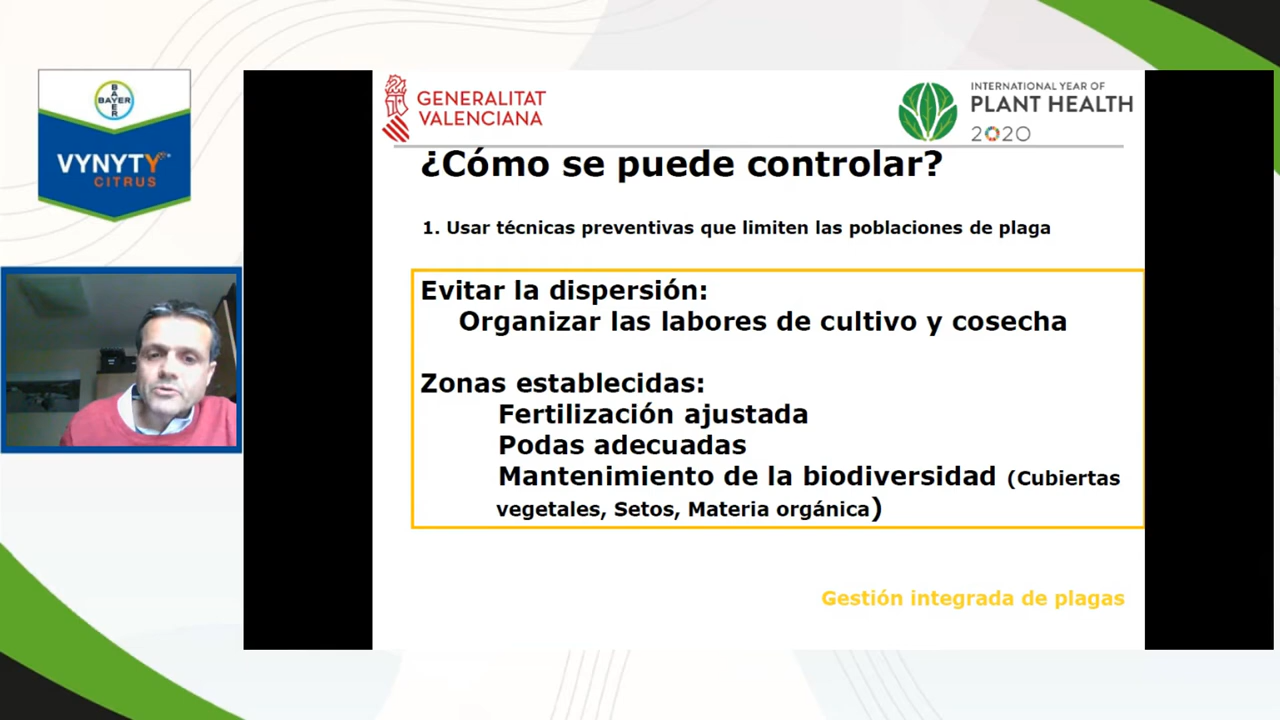 BAYER
BAYER
VYNYTY™
CITRUS
GENERALITAT
VALENCIANA
INTERNATIONAL YEAR OF
PLANT HEALTH
2020
¿Cómo se puede controlar?
1. Usar técnicas preventivas que limiten las poblaciones de plaga
Evitar la dispersión:
Organizar las labores de cultivo y cosecha
Zonas establecidas:
Fertilización ajustada
Podas adecuadas
Mantenimiento de la biodiversidad (Cubiertas
vegetales, Setos, Materia orgánica)
Gestión integrada de plagas